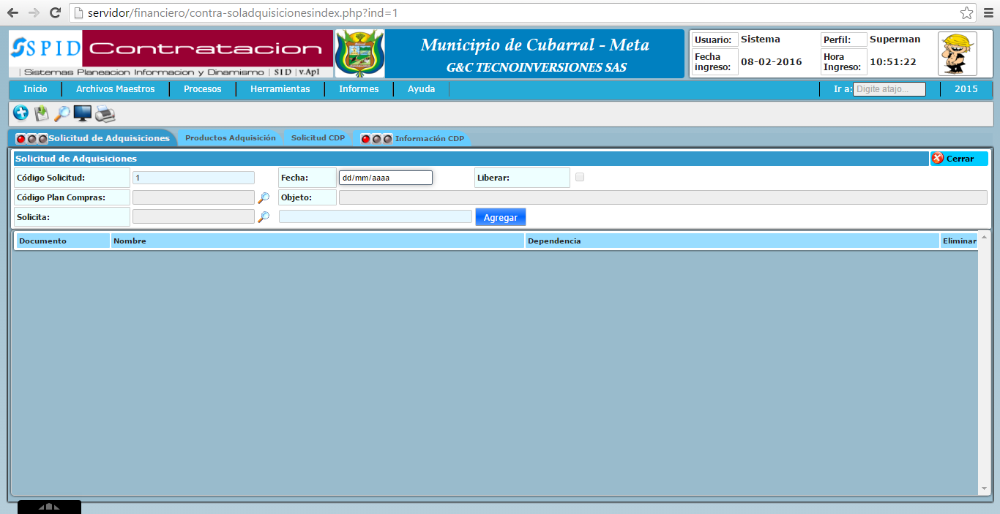 servidor/financiero/contra-soladquisicionesindex.php?ind=1
SPID Contratacion
| Sistemas Planeacion Informacion y Dinamismo | SID | v.Apl
Municipio de Cubarral - Meta
G&C TECNOINVERSIONES SAS
Usuario: Sistema Perfil: Superman
Fecha ingreso: 08-02-2016 Hora Ingreso: 10:51:22
Inicio Archivos Maestros Procesos Herramientas Informes Ayuda Ir a: Digite atajo... 2015
Solicitud de Adquisiciones Productos Adquisición Solicitud CDP Información CDP
Solicitud de Adquisiciones Cerrar
Código Solicitud: 1 Fecha: dd/mm/aaaa Liberar:
Código Plan Compras: Objeto:
Solicita: Agregar
Documento Nombre Dependencia Eliminar